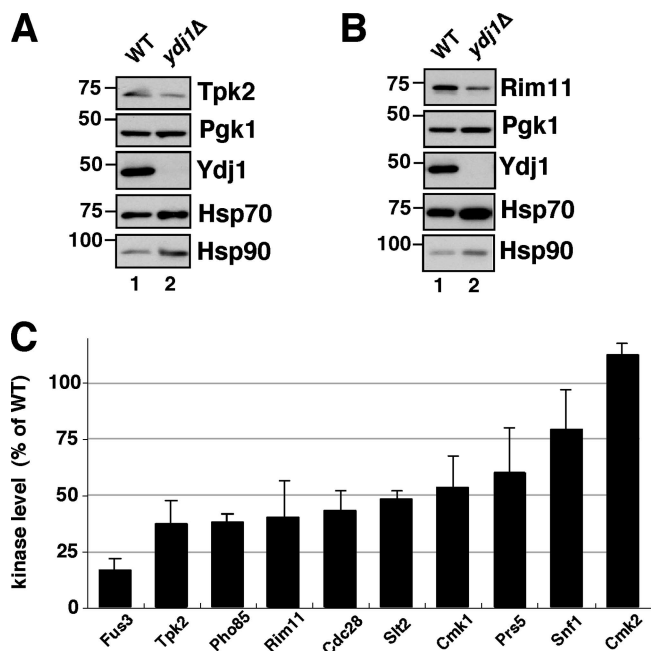 A
WT ydj1Δ
75 Tpk2
50 Pgk1
50 Ydj1
75 Hsp70
100 Hsp90
1 2
B
WT ydj1Δ
75 Rim11
50 Pgk1
50 Ydj1
75 Hsp70
100 Hsp90
1 2
C
kinase level (% of WT)
100
75
50
25
0
Fus3 Tpk2 Pho85 Rim11 Cdc28 Slt2 Cmk1 Prs5 Snf1 Cmk2